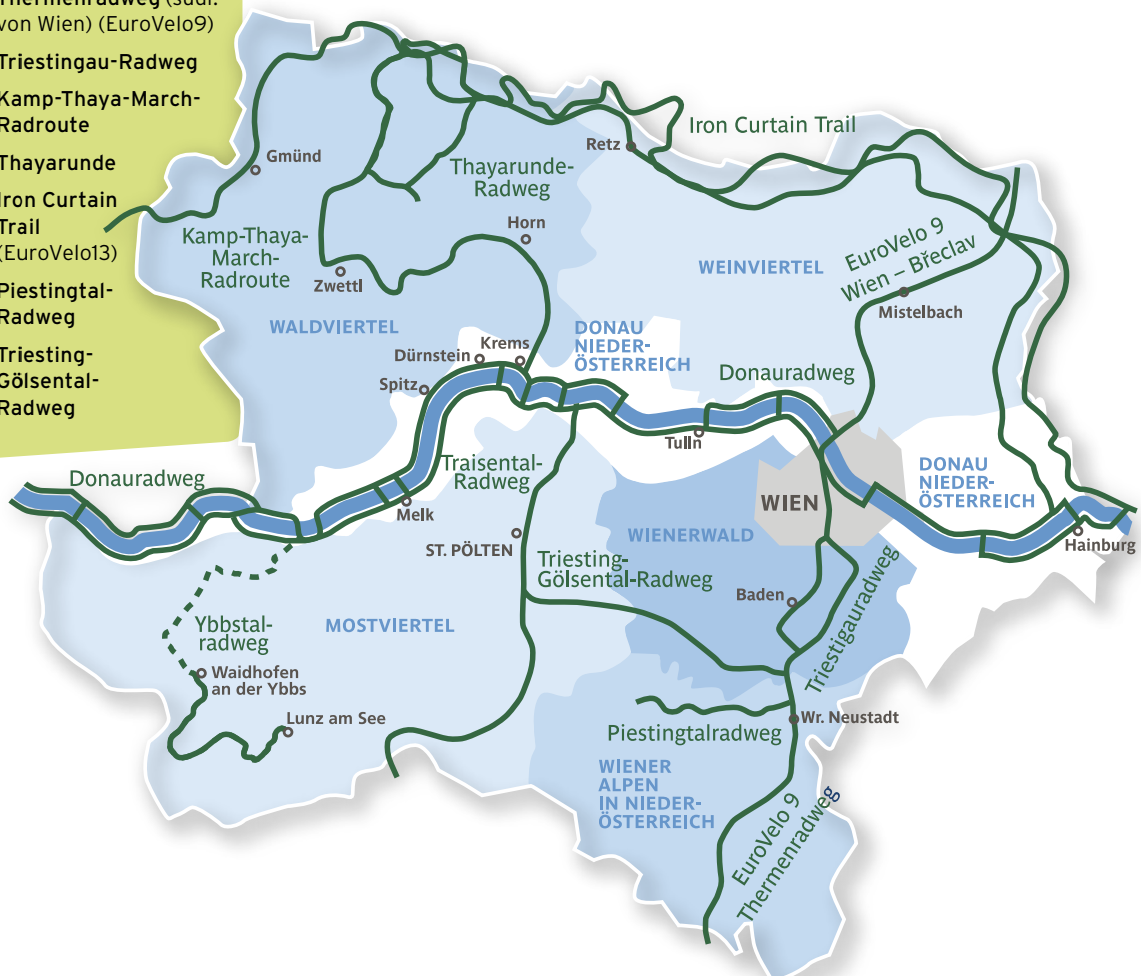 Thermenradweg (südl.
von Wien) (EuroVelo9)
Triestingau-Radweg
Kamp-Thaya-March-
Radroute
Thayarunde
Iron Curtain
Trail
(EuroVelo13)
Piestingtal-
Radweg
Triesting-
Gölsental-
Radweg
Iron Curtain Trail
Retz
Gmünd
Thayarunde-
Radweg
Horn
Kamp-Thaya-
March-
Radroute
Zwettl
EuroVelo 9
Wien – Břeclav
WEINVIERTEL
Mistelbach
WALDVIERTEL
DONAU
NIEDER-
ÖSTERREICH
Krems
Dürnstein
Spitz
Donauradweg
Tulln
Donauradweg
Traisental-
Radweg
Melk
ST. PÖLTEN
WIEN
DONAU
NIEDER-
ÖSTERREICH
Hainburg
WIENERWALD
Triesting-
Gölsental-Radweg
Baden
Triestigauradweg
Ybbstal-
radweg
MOSTVIERTEL
Waidhofen
an der Ybbs
Lunz am See
Wr. Neustadt
Piestingtalradweg
WIENER
ALPEN
IN NIEDER-
ÖSTERREICH
EuroVelo 9
Thermenradweg